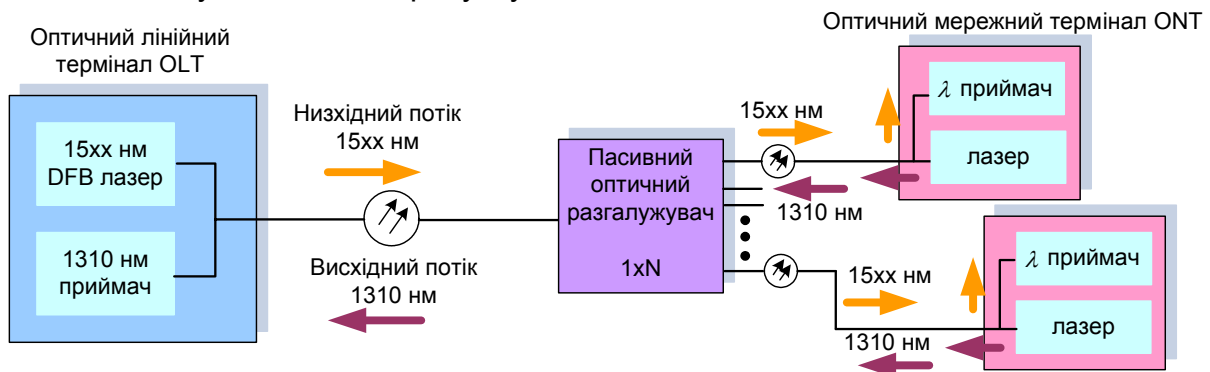 Оптичний лінійний
термінал OLT
15xx нм
DFB лазер
1310 нм
приймач
Низхідний потік
15xx нм
Висхідний потік
1310 нм
Пасивний
оптичний
разгалужувач
1xN
Оптичний мережний термінал ONT
15xx нм
1310 нм
λ приймач
лазер
15xx нм
1310 нм
λ приймач
лазер